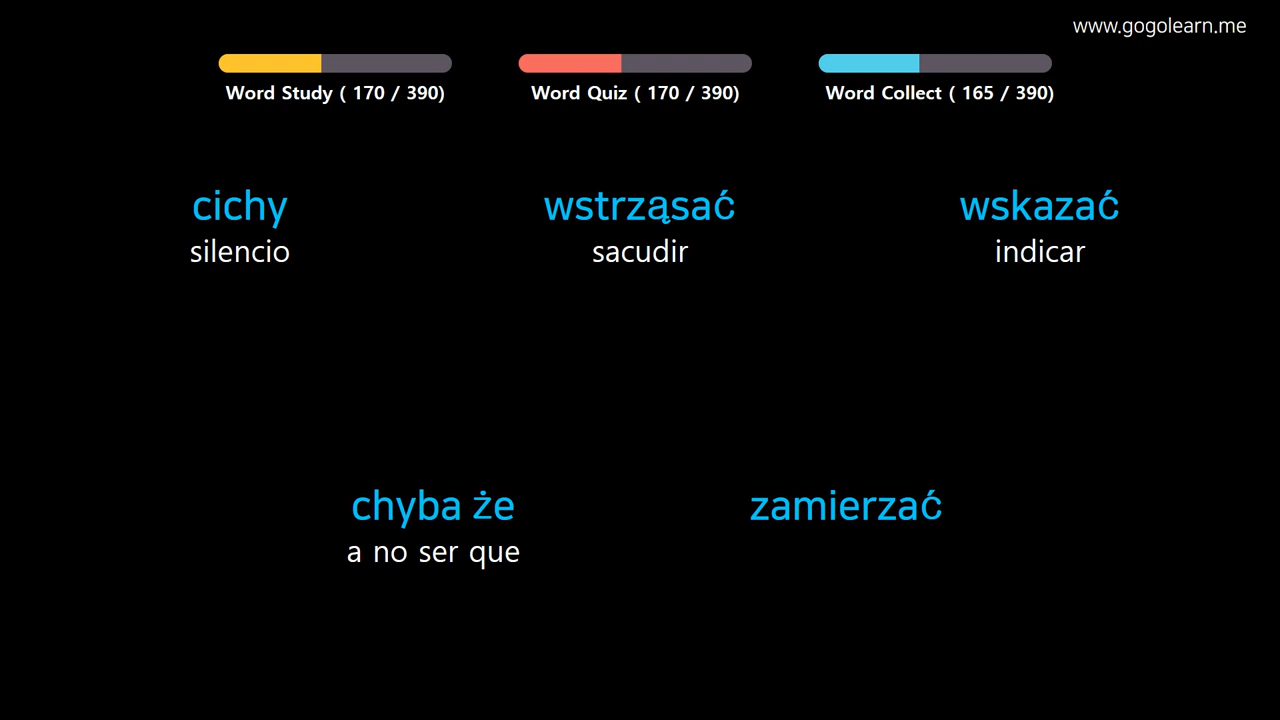 www.gogolearn.me
Word Study ( 170 / 390)
Word Quiz ( 170 / 390)
Word Collect ( 165 / 390)
cichy
silencio
wstrząsać
sacudir
wskazać
indicar
chyba że
a no ser que
zamierzać